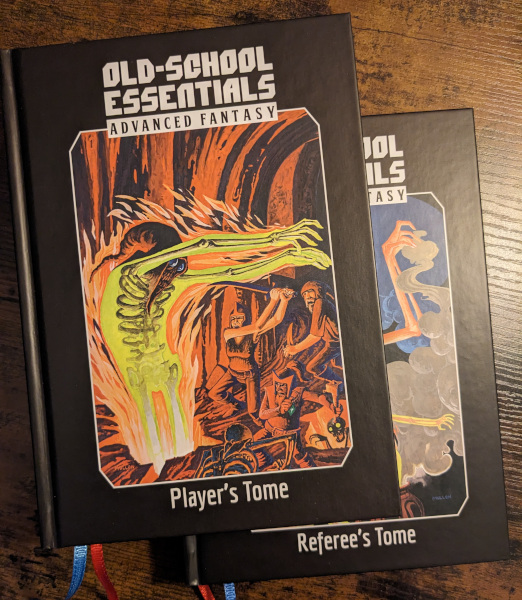 OLD-SCHOOL
ESSENTIALS
ADVANCED FANTASY
Player's Tome
Referee's Tome